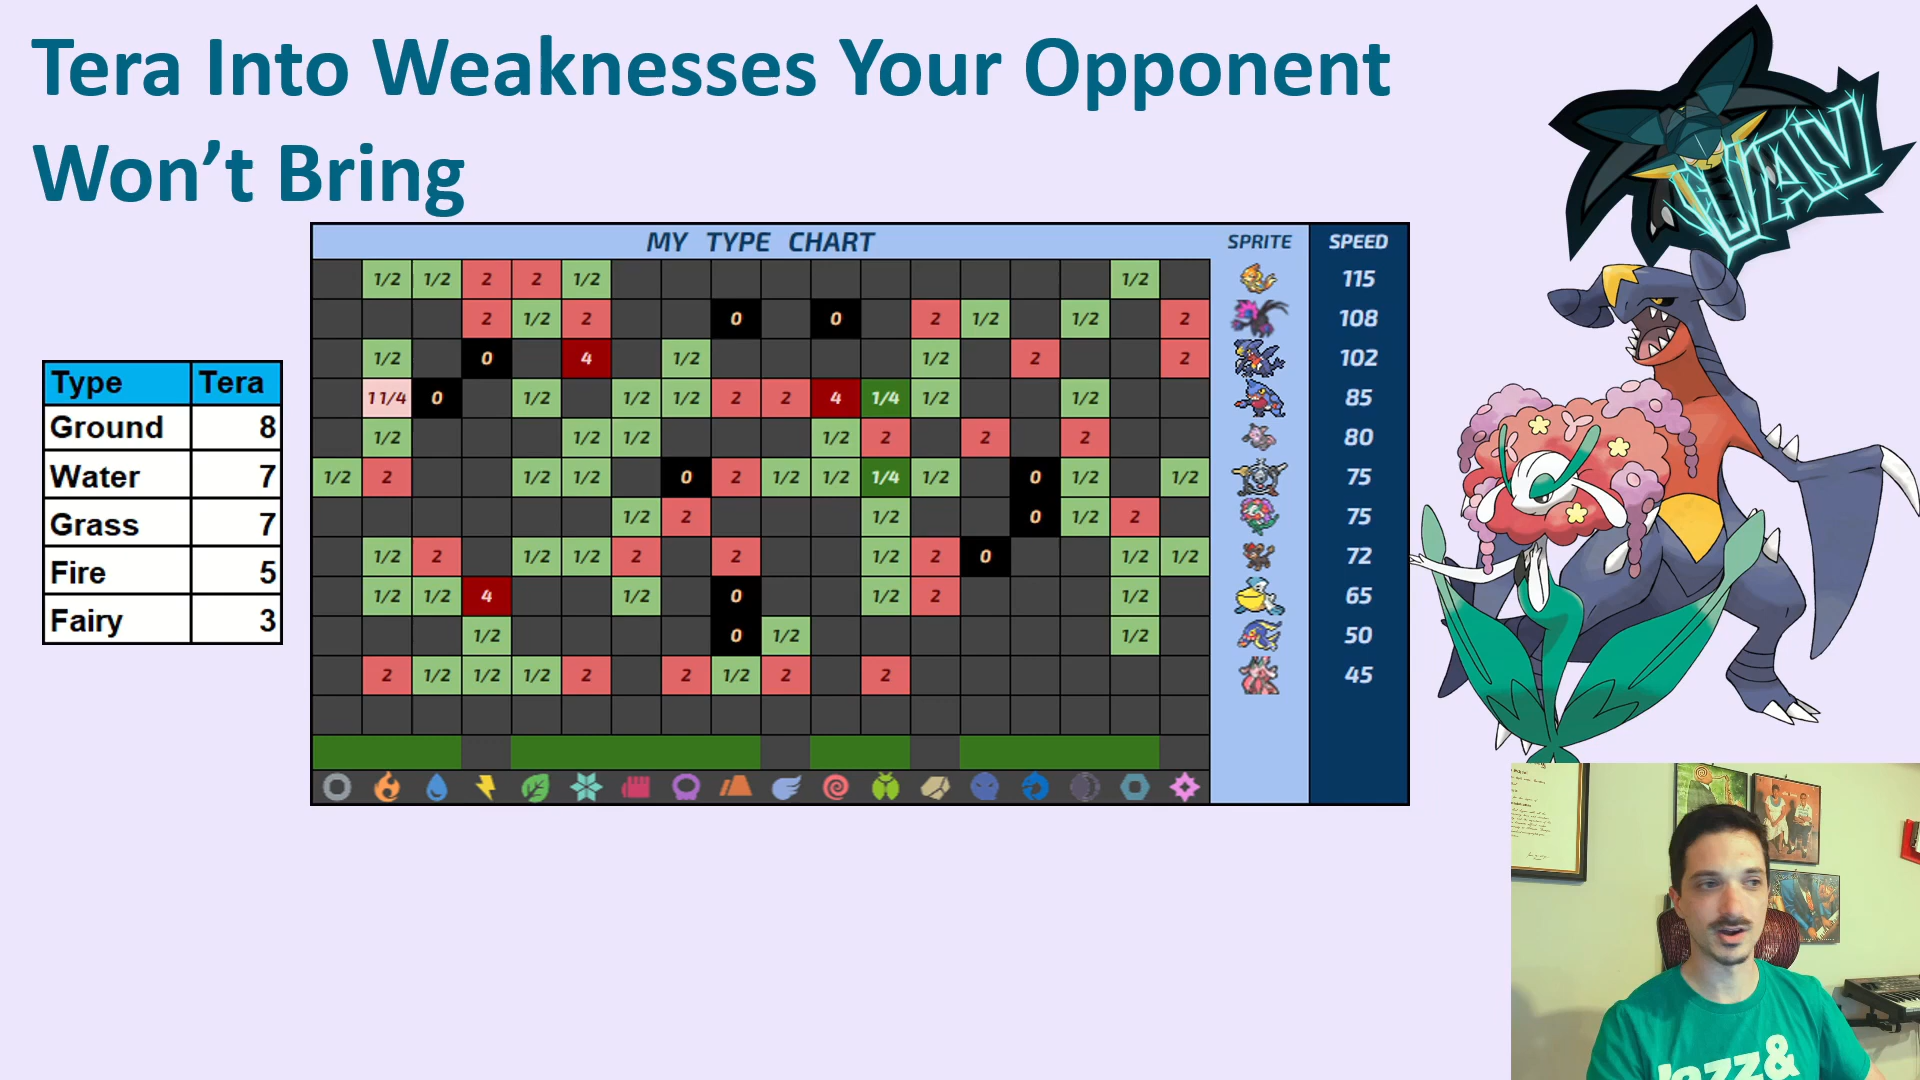 Tera Into Weaknesses Your Opponent
Won't Bring
UAV
MY TYPE CHART SPRITE SPEED
1/2 1/2 2 2 1/2 1/2 115
2 1/2 2 0 0 2 1/2 1/2 2 108
1/2 0 4 1/2 1/2 2 2 102
11/4 0 1/2 1/2 1/2 2 2 4 1/4 1/2 1/2 85
1/2 1/2 1/2 1/2 2 2 2 80
1/2 2 1/2 1/2 0 2 1/2 1/2 1/4 1/2 0 1/2 1/2 75
1/2 2 1/2 0 1/2 2 75
1/2 2 1/2 1/2 2 2 1/2 2 0 1/2 1/2 72
1/2 1/2 4 1/2 0 1/2 2 1/2 65
1/2 0 1/2 1/2 50
2 1/2 1/2 1/2 2 2 1/2 2 2 45
Type Tera
Ground 8
Water 7
Grass 7
Fire 5
Fairy 3
Jazz&